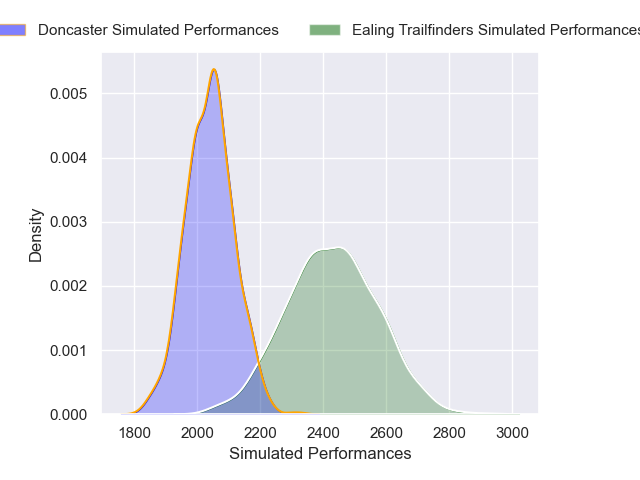 Doncaster Simulated Performances Ealing Trailfinders Simulated Performances
0.005
0.004
0.003
0.002
0.001
0.000
Density
1800 2000 2200 2400 2600 2800 3000
Simulated Performances